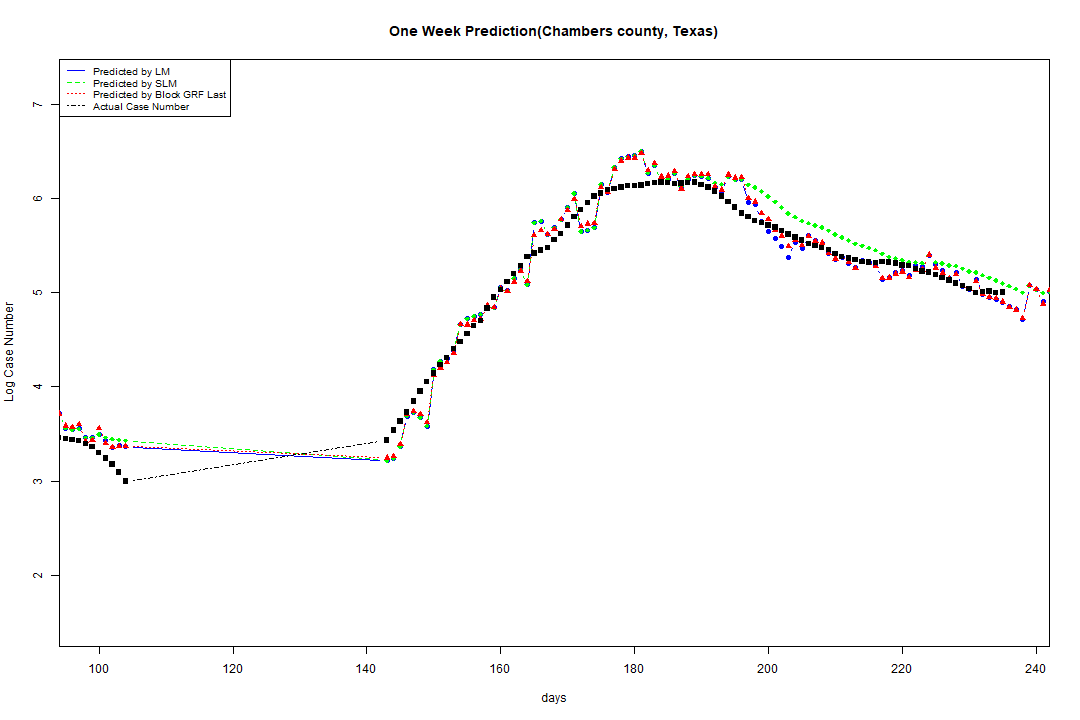 One Week Prediction(Chambers county, Texas)
Predicted by LM
Predicted by SLM
Predicted by Block GRF Last
Actual Case Number
7
6
5
4
3
2
Log Case Number
100 120 140 160 180 200 220 240
days